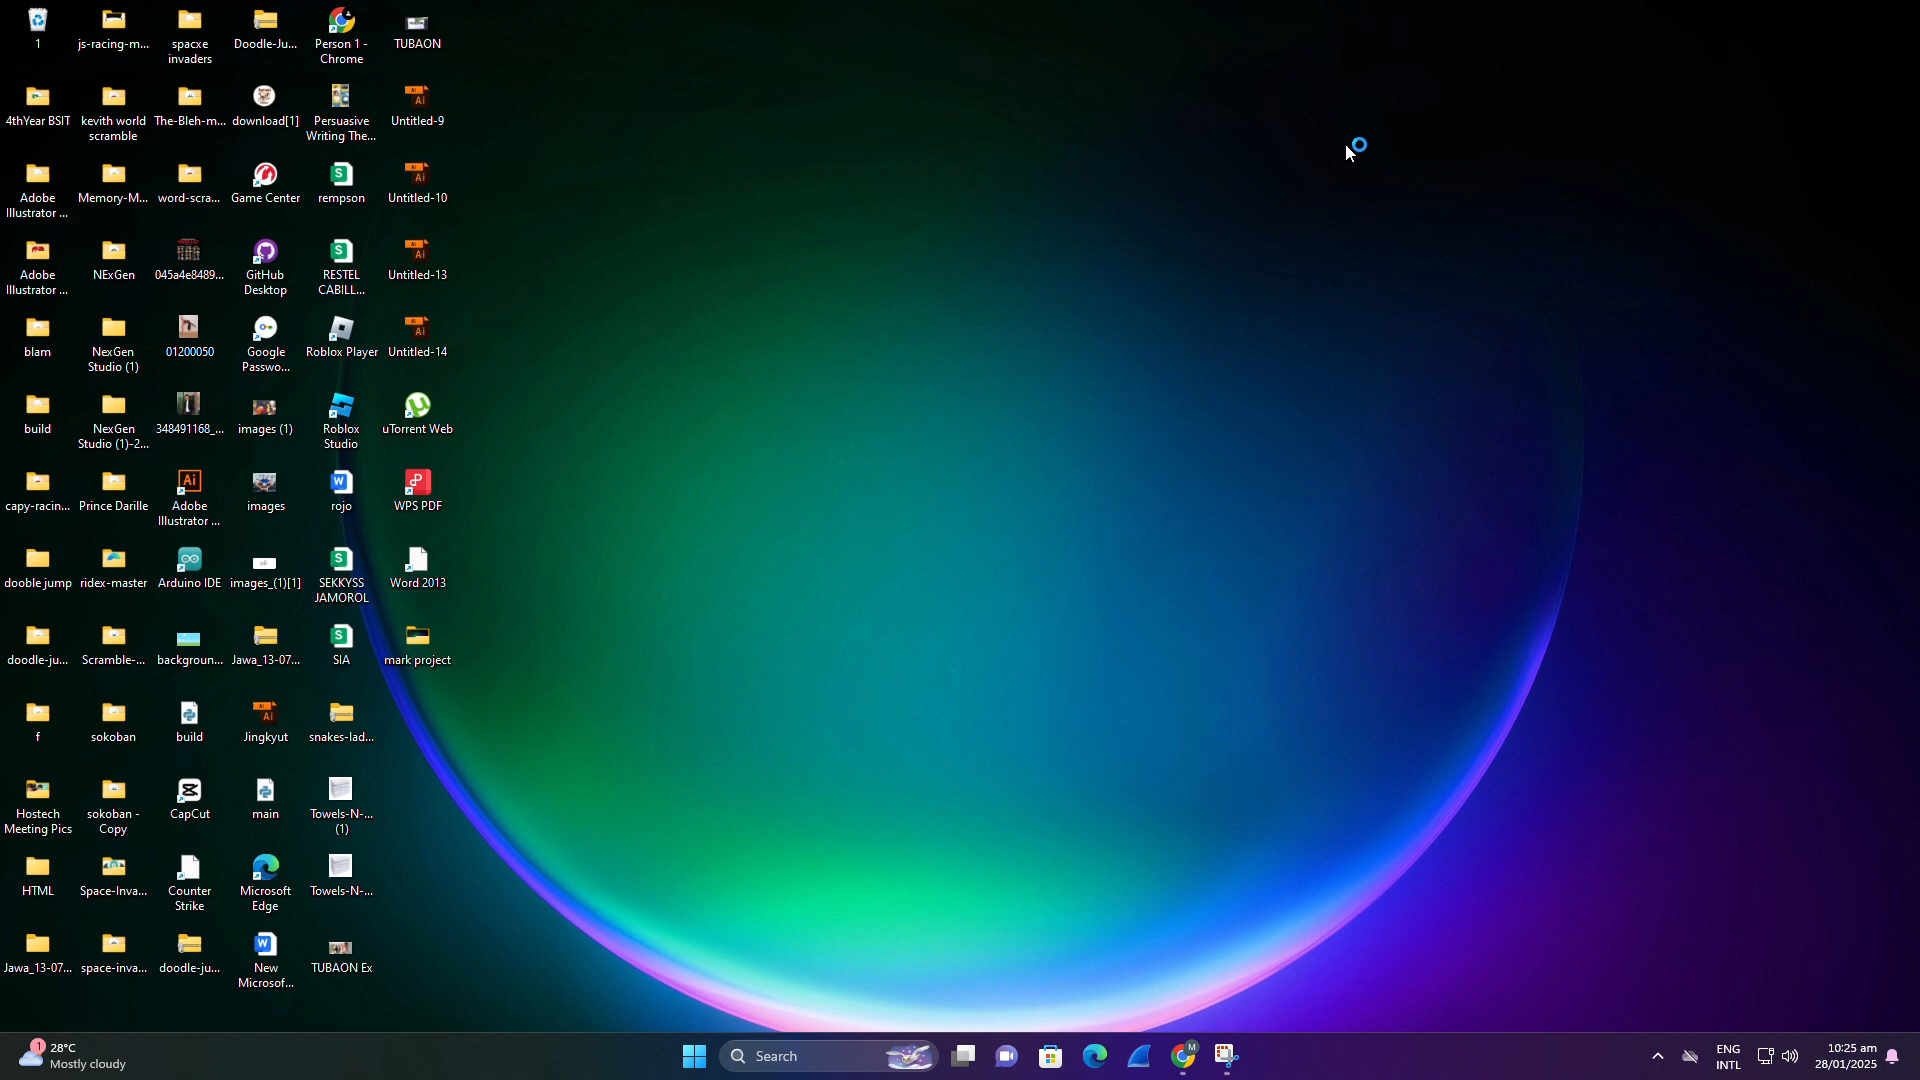 1
js-racing-m...
spacxe
invaders
Doodle-Ju...
Person 1 -
Chrome
TUBAON
4thYear BSIT
kevith world
scramble
The-Bleh-m...
download[1]
Persuasive
Writing The...
Untitled-9
Adobe
Illustrator ...
Memory-M...
word-scra...
Game Center
rempson
Untitled-10
Adobe
Illustrator ...
NExGen
045a4e8489...
GitHub
Desktop
RESTEL
CABILL...
Untitled-13
blam
NexGen
Studio (1)
01200050
Google
Passwo...
Roblox Player
Untitled-14
build
NexGen
Studio (1)-2...
348491168_...
images (1)
Roblox
Studio
uTorrent Web
capy-racin...
Prince Darille
Adobe
Illustrator ...
images
rojo
WPS PDF
dooble jump
ridex-master
Arduino IDE
images_(1)[1]
SEKKYSS
JAMOROL
Word 2013
doodle-ju...
Scramble-...
backgroun...
Jawa_13-07...
SIA
mark project
f
sokoban
build
Jingkyut
snakes-lad...
Hostech
Meeting Pics
sokoban -
Copy
CapCut
main
Towels-N-...
(1)
HTML
Space-Inva...
Counter
Strike
Microsoft
Edge
Towels-N-...
Jawa_13-07...
space-inva...
doodle-ju...
New
Microsof...
TUBAON Ex
1
28°C
Mostly cloudy
Search
M
ENG
INTL
10:25 am
28/01/2025